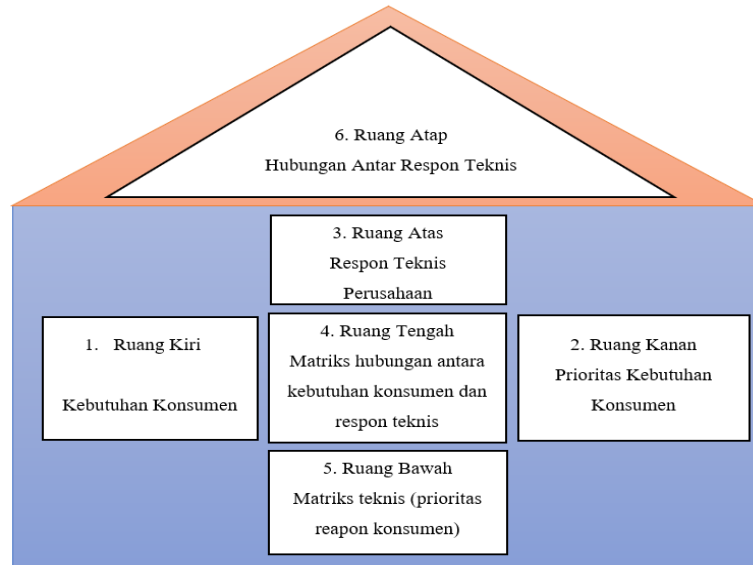 6. Ruang Atap
Hubungan Antar Respon Teknis
3. Ruang Atas
Respon Teknis
Perusahaan
1. Ruang Kiri
Kebutuhan Konsumen
4. Ruang Tengah
Matriks hubungan antara
kebutuhan konsumen dan
respon teknis
2. Ruang Kanan
Prioritas Kebutuhan
Konsumen
5. Ruang Bawah
Matriks teknis (prioritas
reapon konsumen)